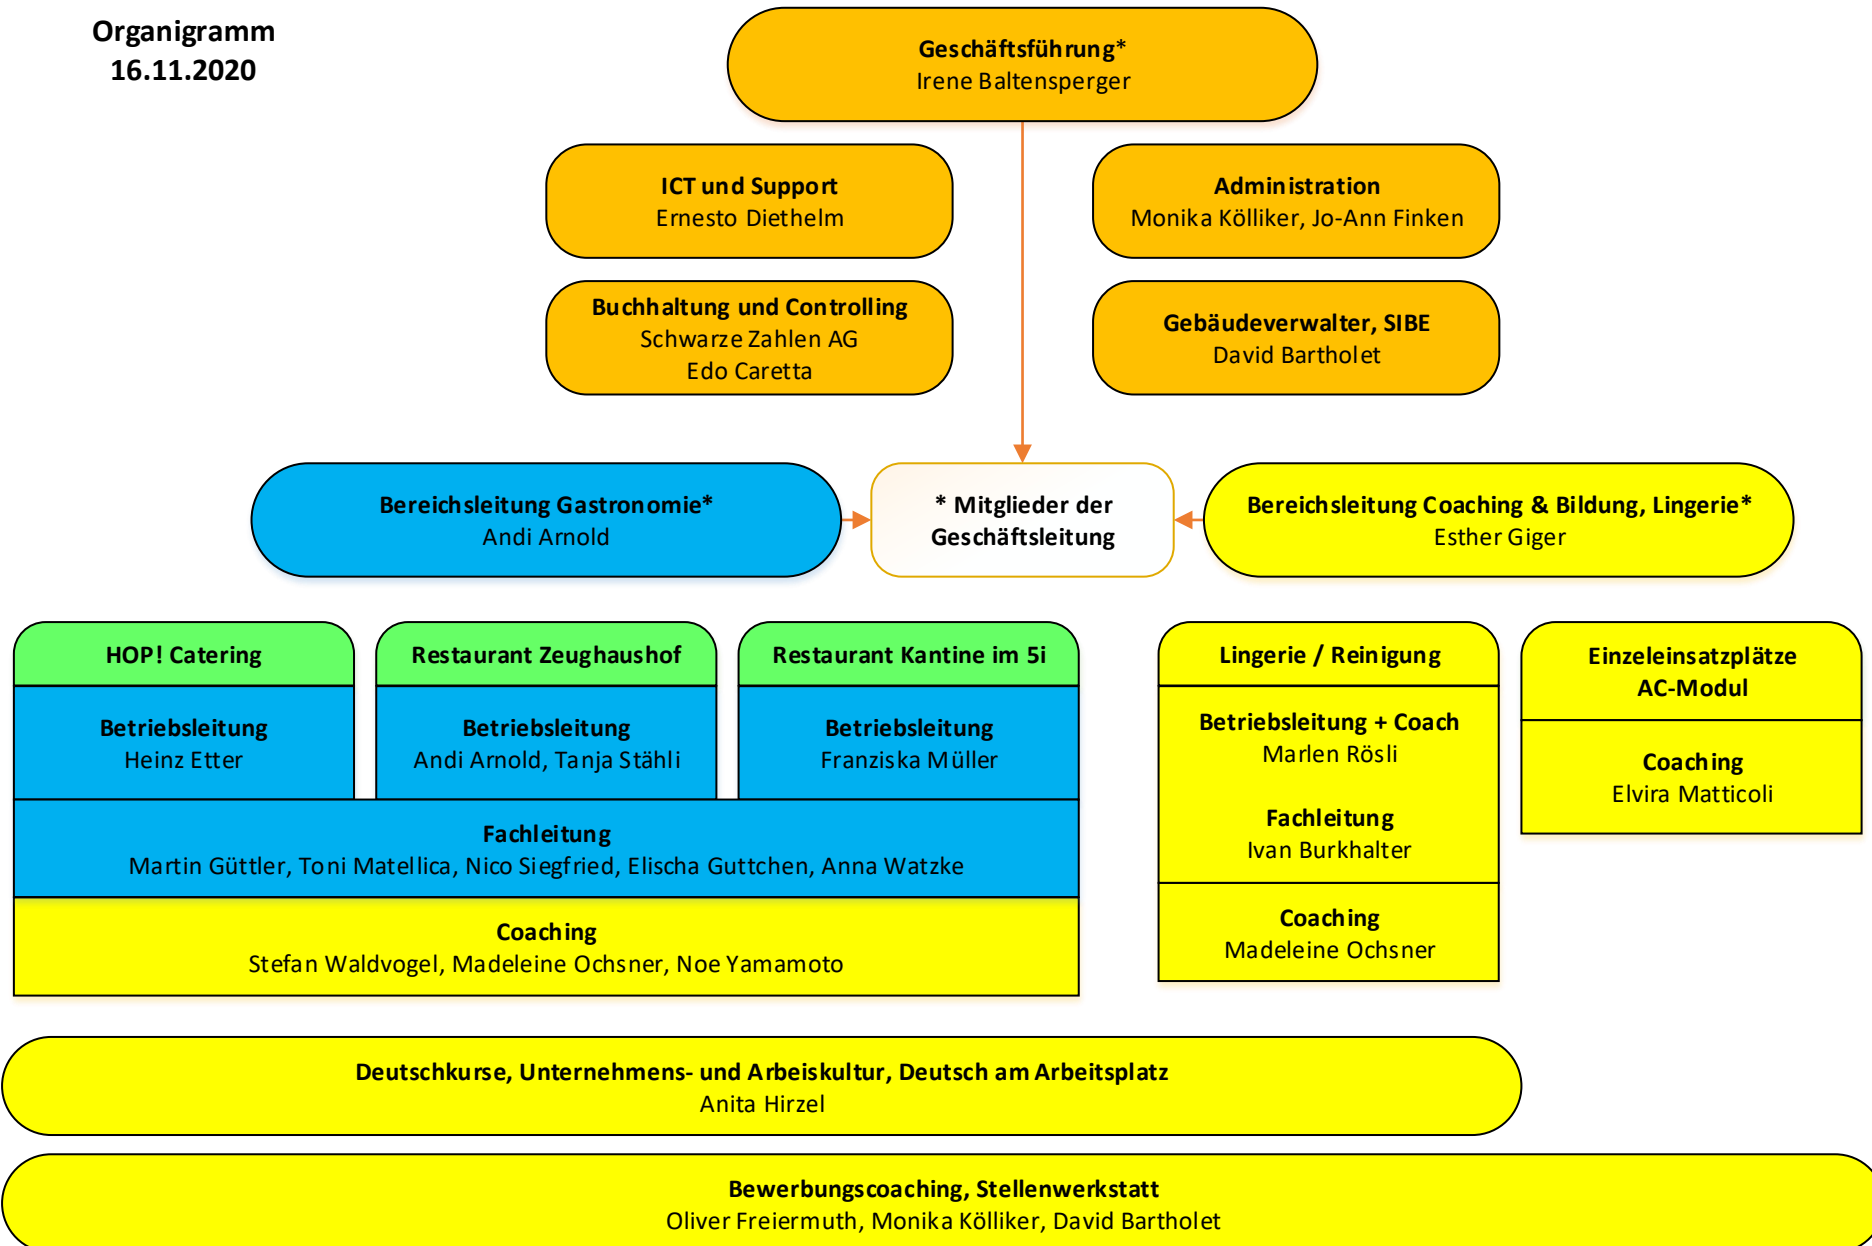 Organigramm
16.11.2020
Geschäftsführung*
Irene Baltensperger
ICT und Support
Ernesto Diethelm
Administration
Monika Kölliker, Jo-Ann Finken
Buchhaltung und Controlling
Schwarze Zahlen AG
Edo Caretta
Gebäudeverwalter, SIBE
David Bartholet
Bereichsleitung Gastronomie*
Andi Arnold
* Mitglieder der
Geschäftsleitung
Bereichsleitung Coaching & Bildung, Lingerie*
Esther Giger
HOP! Catering
Betriebsleitung
Heinz Etter
Restaurant Zeughaushof
Betriebsleitung
Andi Arnold, Tanja Stähli
Restaurant Kantine im 5i
Betriebsleitung
Franziska Müller
Fachleitung
Martin Güttler, Toni Matellica, Nico Siegfried, Elischa Guttchen, Anna Watzke
Coaching
Stefan Waldvogel, Madeleine Ochsner, Noe Yamamoto
Lingerie / Reinigung
Betriebsleitung + Coach
Marlen Rösli
Fachleitung
Ivan Burkhalter
Coaching
Madeleine Ochsner
Einzeleinsatzplätze
AC-Modul
Coaching
Elvira Matticoli
Deutschkurse, Unternehmens- und Arbeiskultur, Deutsch am Arbeitsplatz
Anita Hirzel
Bewerbungscoaching, Stellenwerkstatt
Oliver Freiermuth, Monika Kölliker, David Bartholet